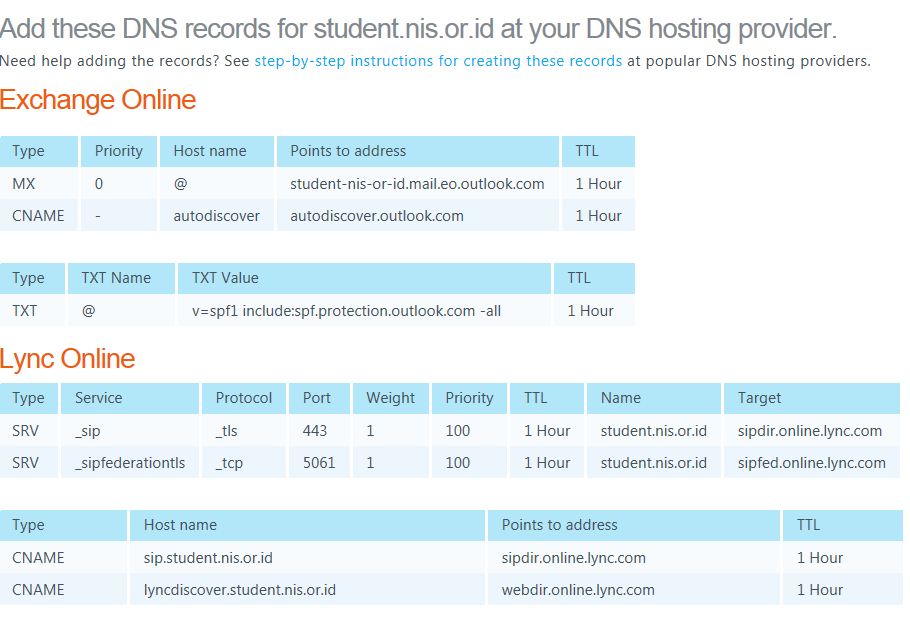 Add these DNS records for student.nis.or.id at your DNS hosting provider.
Need help adding the records? See step-by-step instructions for creating these records at popular DNS hosting providers.
Exchange Online
Type Priority Host name Points to address TTL
MX 0 @ student-nis-or-id.mail.eo.outlook.com 1 Hour
CNAME - autodiscover autodiscover.outlook.com 1 Hour
Type TXT Name TXT Value TTL
TXT @ v=spf1 include:spf.protection.outlook.com -all 1 Hour
Lync Online
Type Service Protocol Port Weight Priority TTL Name Target
SRV _sip _tls 443 1 100 1 Hour student.nis.or.id sipdir.online.lync.com
SRV _sipfederationtls _tcp 5061 1 100 1 Hour student.nis.or.id sipfed.online.lync.com
Type Host name Points to address TTL
CNAME sip.student.nis.or.id sipdir.online.lync.com 1 Hour
CNAME lyncdiscover.student.nis.or.id webdir.online.lync.com 1 Hour